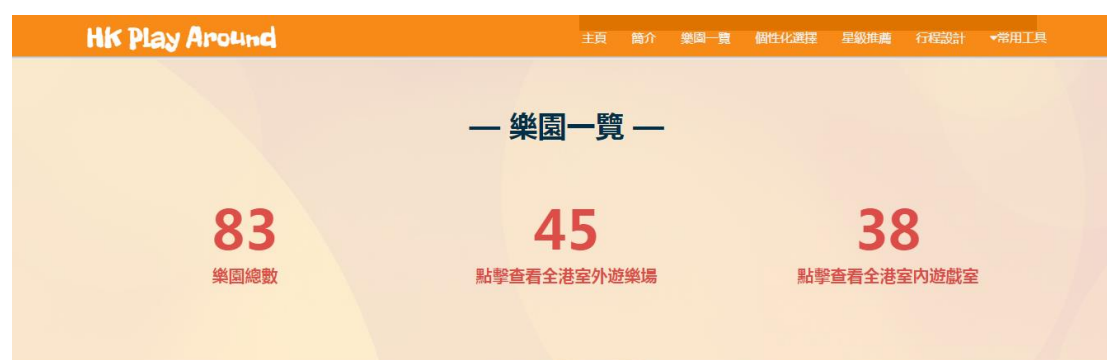 HK Play Around
主頁 簡介 樂園一覽 個性化選擇 星級推薦 行程設計 ▾常用工具
— 樂園一覽 —
83 45 38
樂園總數 點擊查看全港室外遊樂場 點擊查看全港室內遊戲室